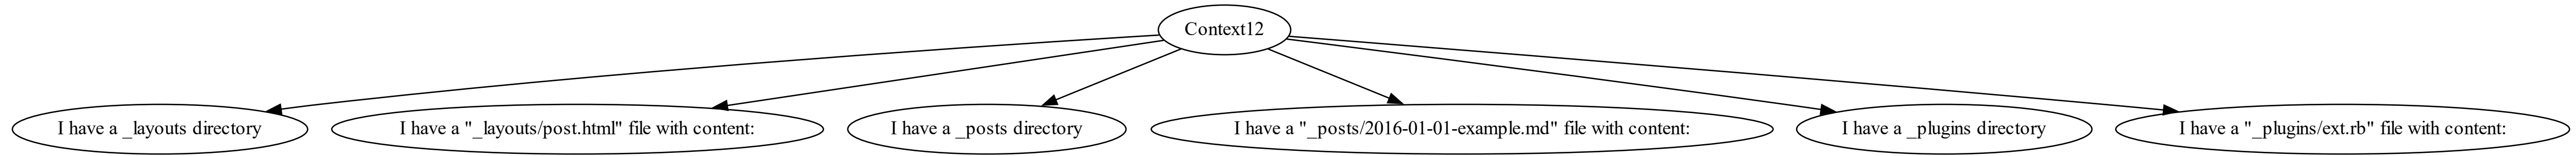 Context12
I have a _layouts directory
I have a "_layouts/post.html" file with content:
I have a _posts directory
I have a "_posts/2016-01-01-example.md" file with content:
I have a _plugins directory
I have a "_plugins/ext.rb" file with content: